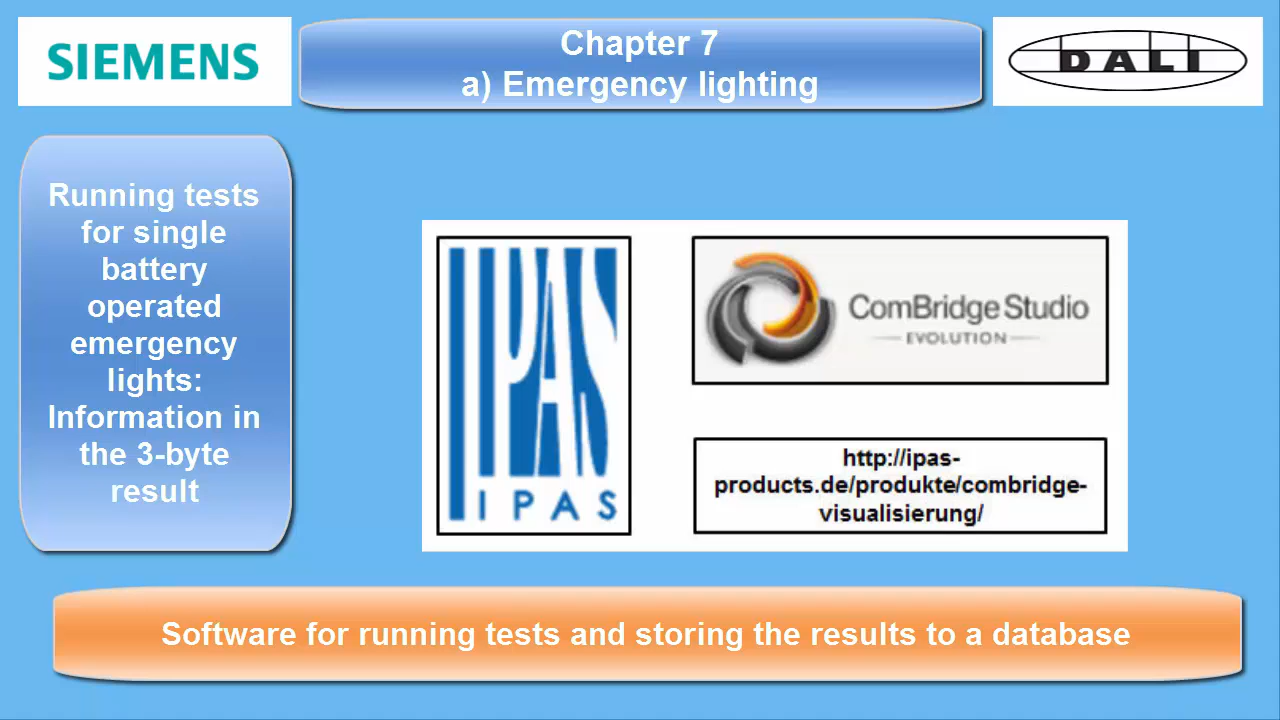 SIEMENS
Chapter 7
a) Emergency lighting
DALI
Running tests
for single
battery
operated
emergency
lights:
Information in
the 3-byte
result
IPAS
IPAS
ComBridge Studio
EVOLUTION
http://ipas-
products.de/produkte/combridge-
visualisierung/
Software for running tests and storing the results to a database